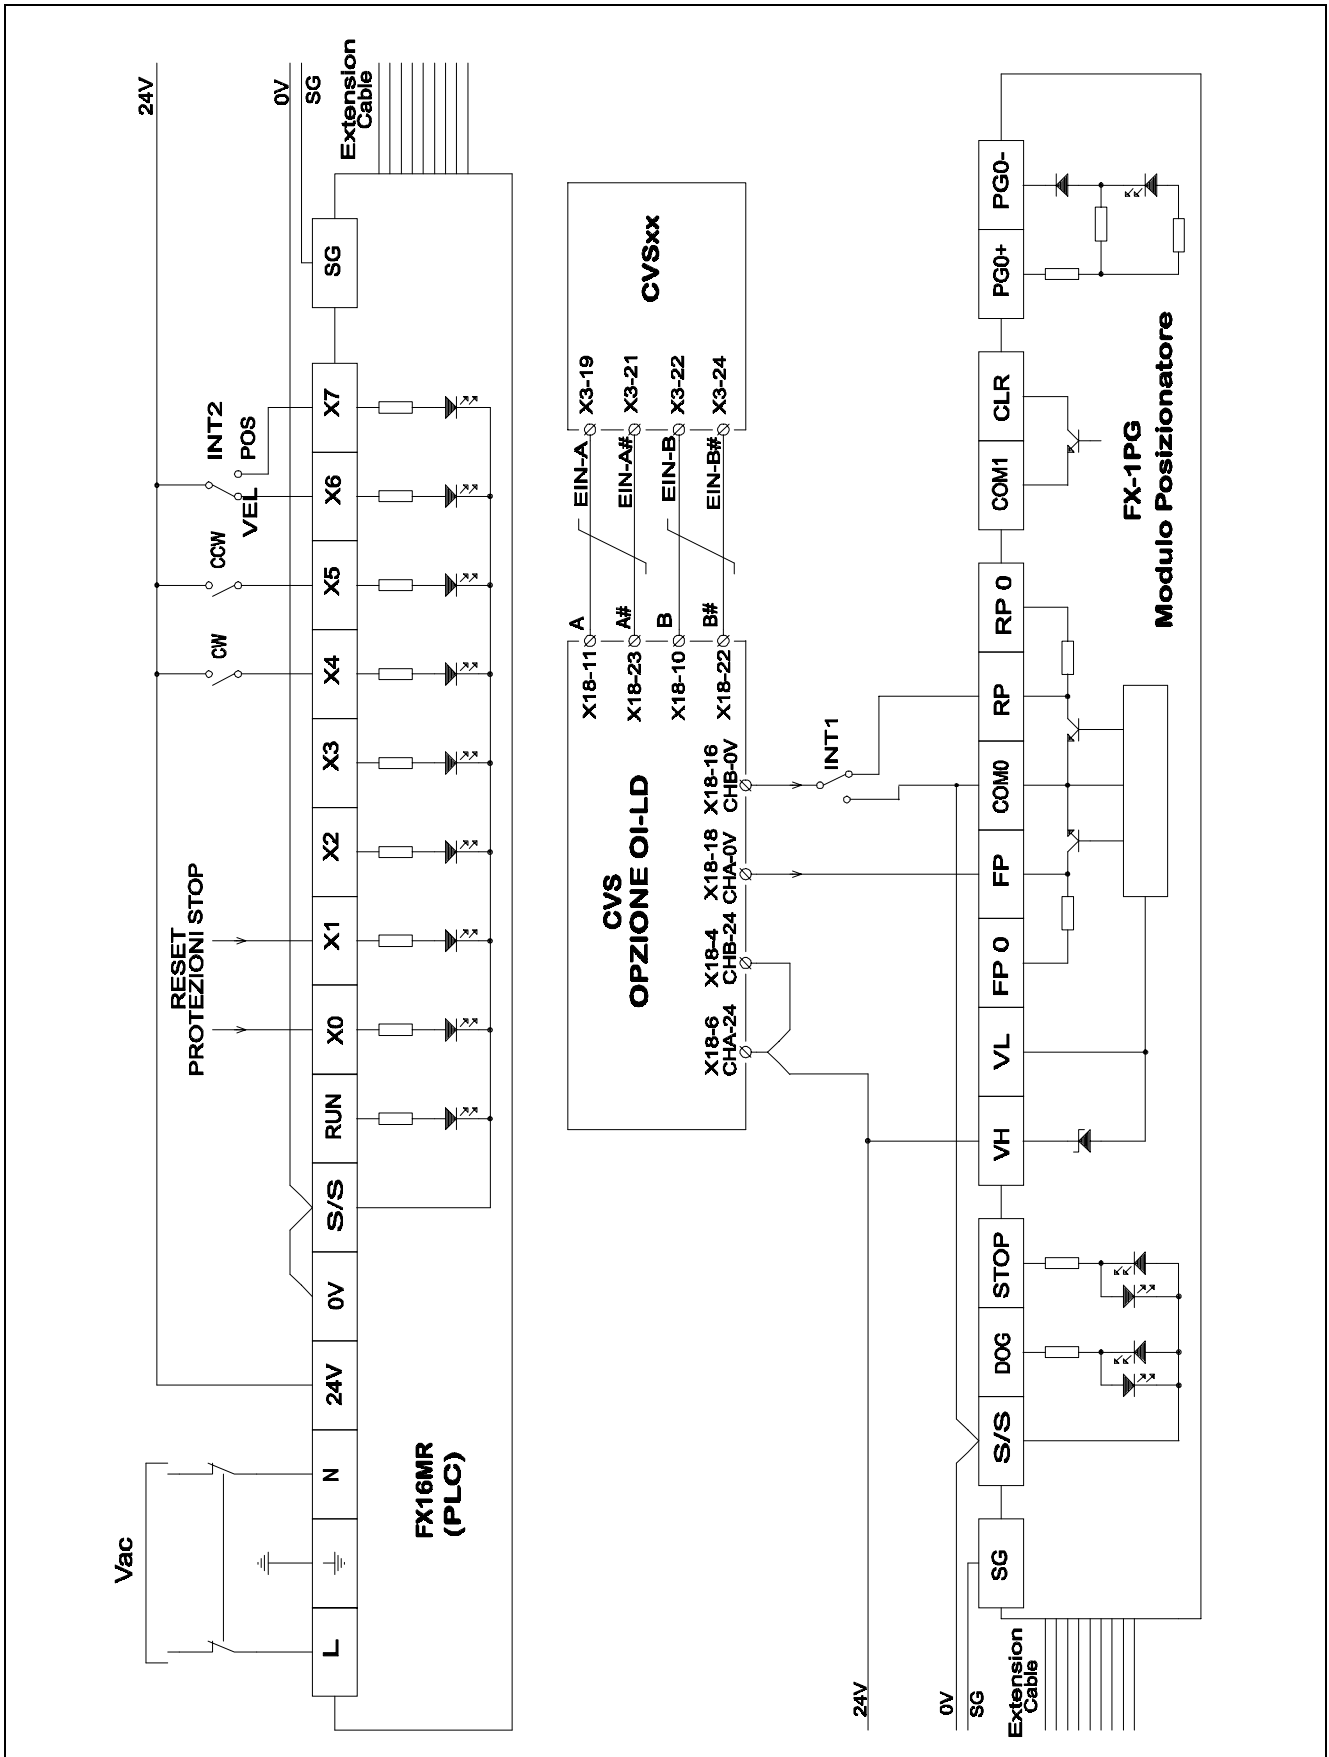 Vac
L
N
24V
0V
S/S
RUN
X0
X1
X2
X3
X4
X5
X6
X7
SG
24V
0V
SG
Extension
Cable
RESET
PROTEZIONI STOP
CW
CCW
VEL
INT2
POS
FX16MR
(PLC)
CVS
OPZIONE OI-LD
X18-11
X18-23
X18-10
X18-22
A
A#
B
B#
EIN-A
EIN-A#
EIN-B
EIN-B#
X3-19
X3-21
X3-22
X3-24
CVSxx
X18-6
CHA-24
X18-4
CHB-24
X18-18
CHA-0V
X18-16
CHB-0V
INT1
24V
0V
SG
Extension
Cable
SG
S/S
DOG
STOP
VH
VL
FP 0
FP
COM0
RP
RP 0
COM1
CLR
PG0+
PG0-
FX-1PG
Modulo Posizionatore